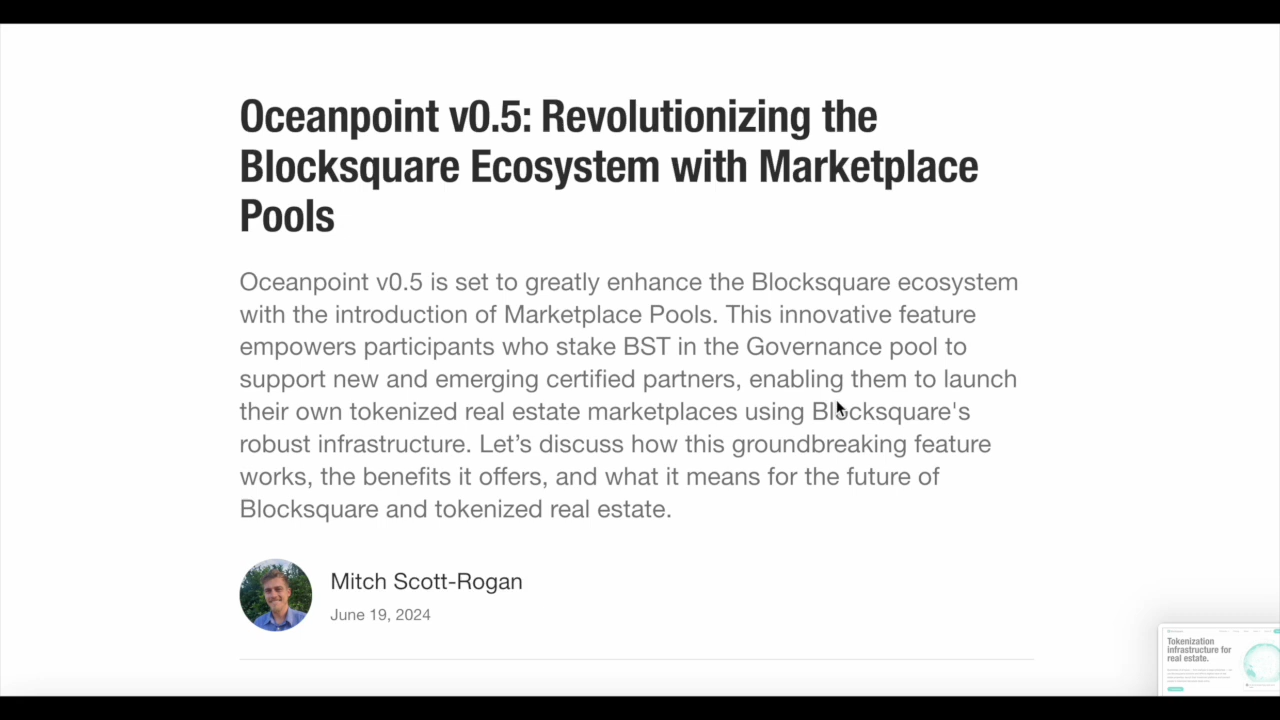 Oceanpoint v0.5: Revolutionizing the
Blocksquare Ecosystem with Marketplace
Pools
Oceanpoint v0.5 is set to greatly enhance the Blocksquare ecosystem
with the introduction of Marketplace Pools. This innovative feature
empowers participants who stake BST in the Governance pool to
support new and emerging certified partners, enabling them to launch
their own tokenized real estate marketplaces using Blocksquare's
robust infrastructure. Let’s discuss how this groundbreaking feature
works, the benefits it offers, and what it means for the future of
Blocksquare and tokenized real estate.
Mitch Scott-Rogan
June 19, 2024
Tokenization
infrastructure for
real estate.